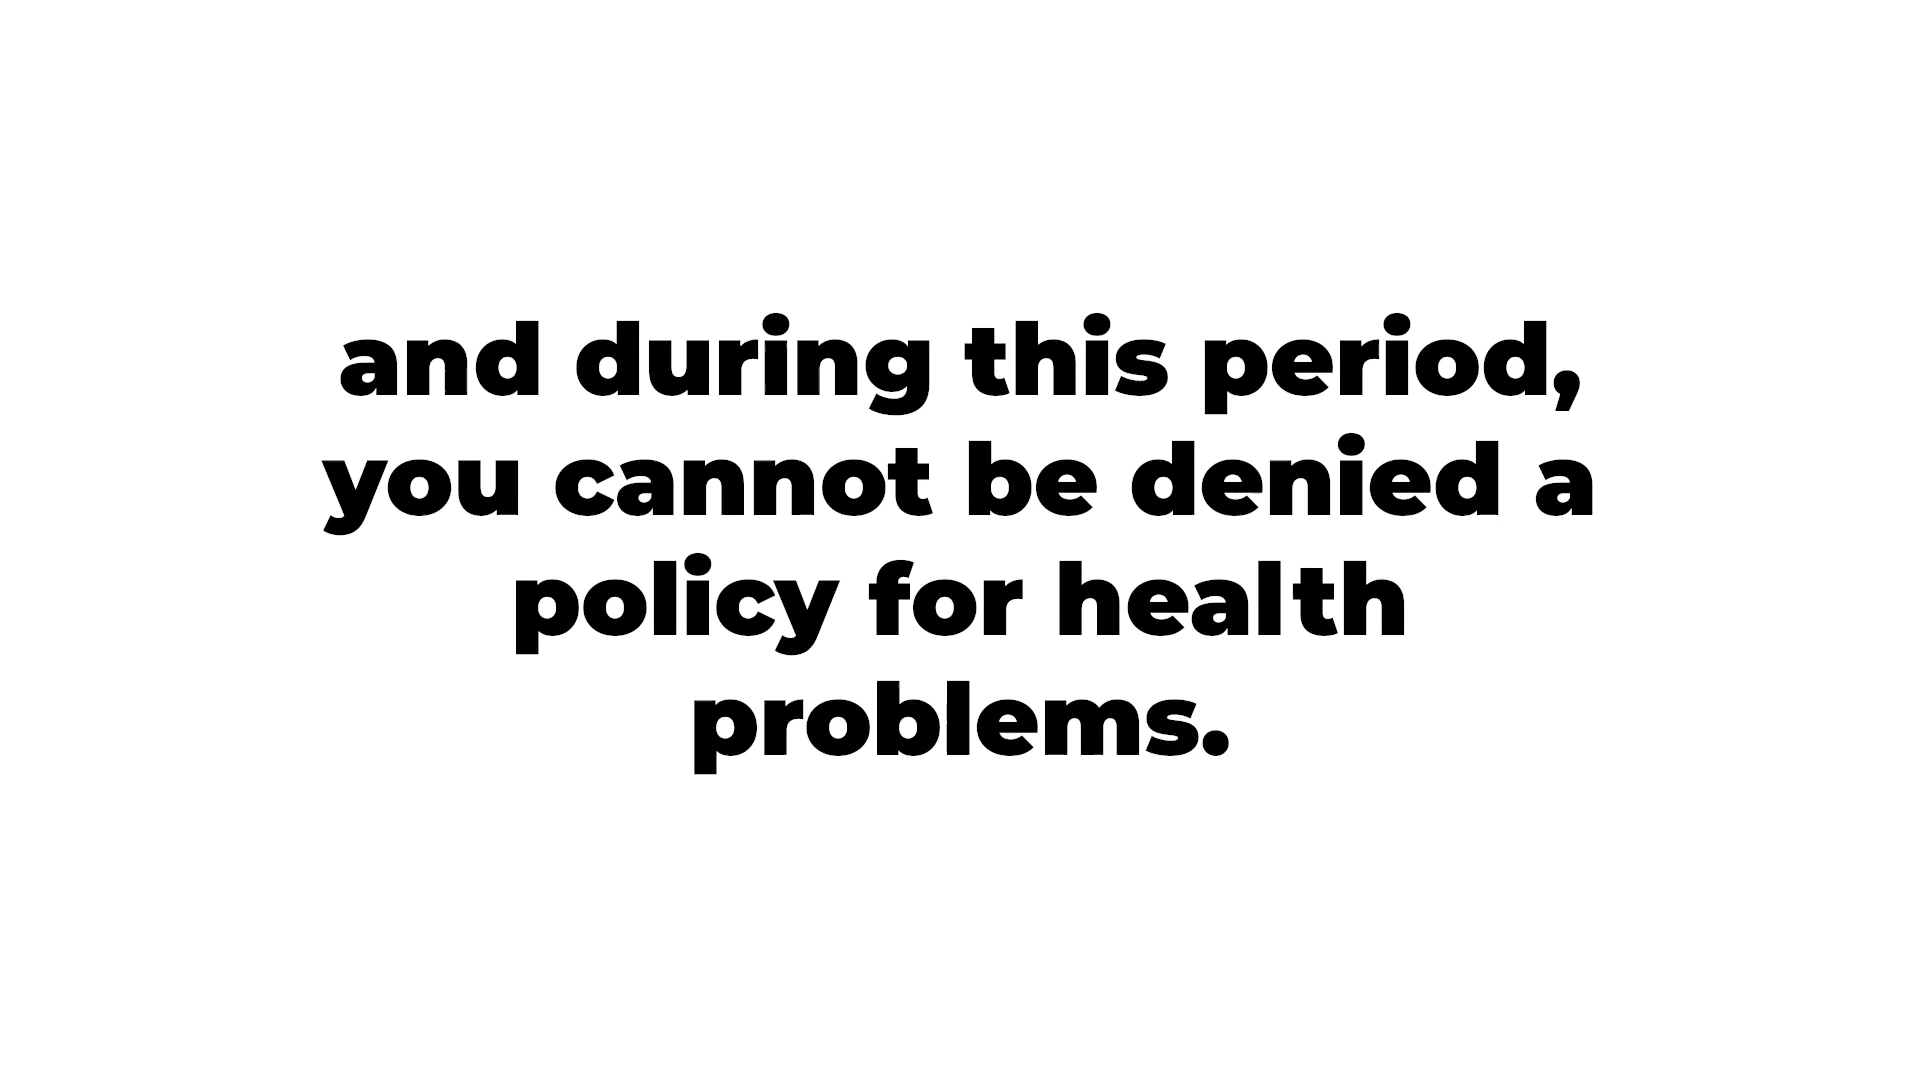 and during this period,
you cannot be denied a
policy for health
problems.